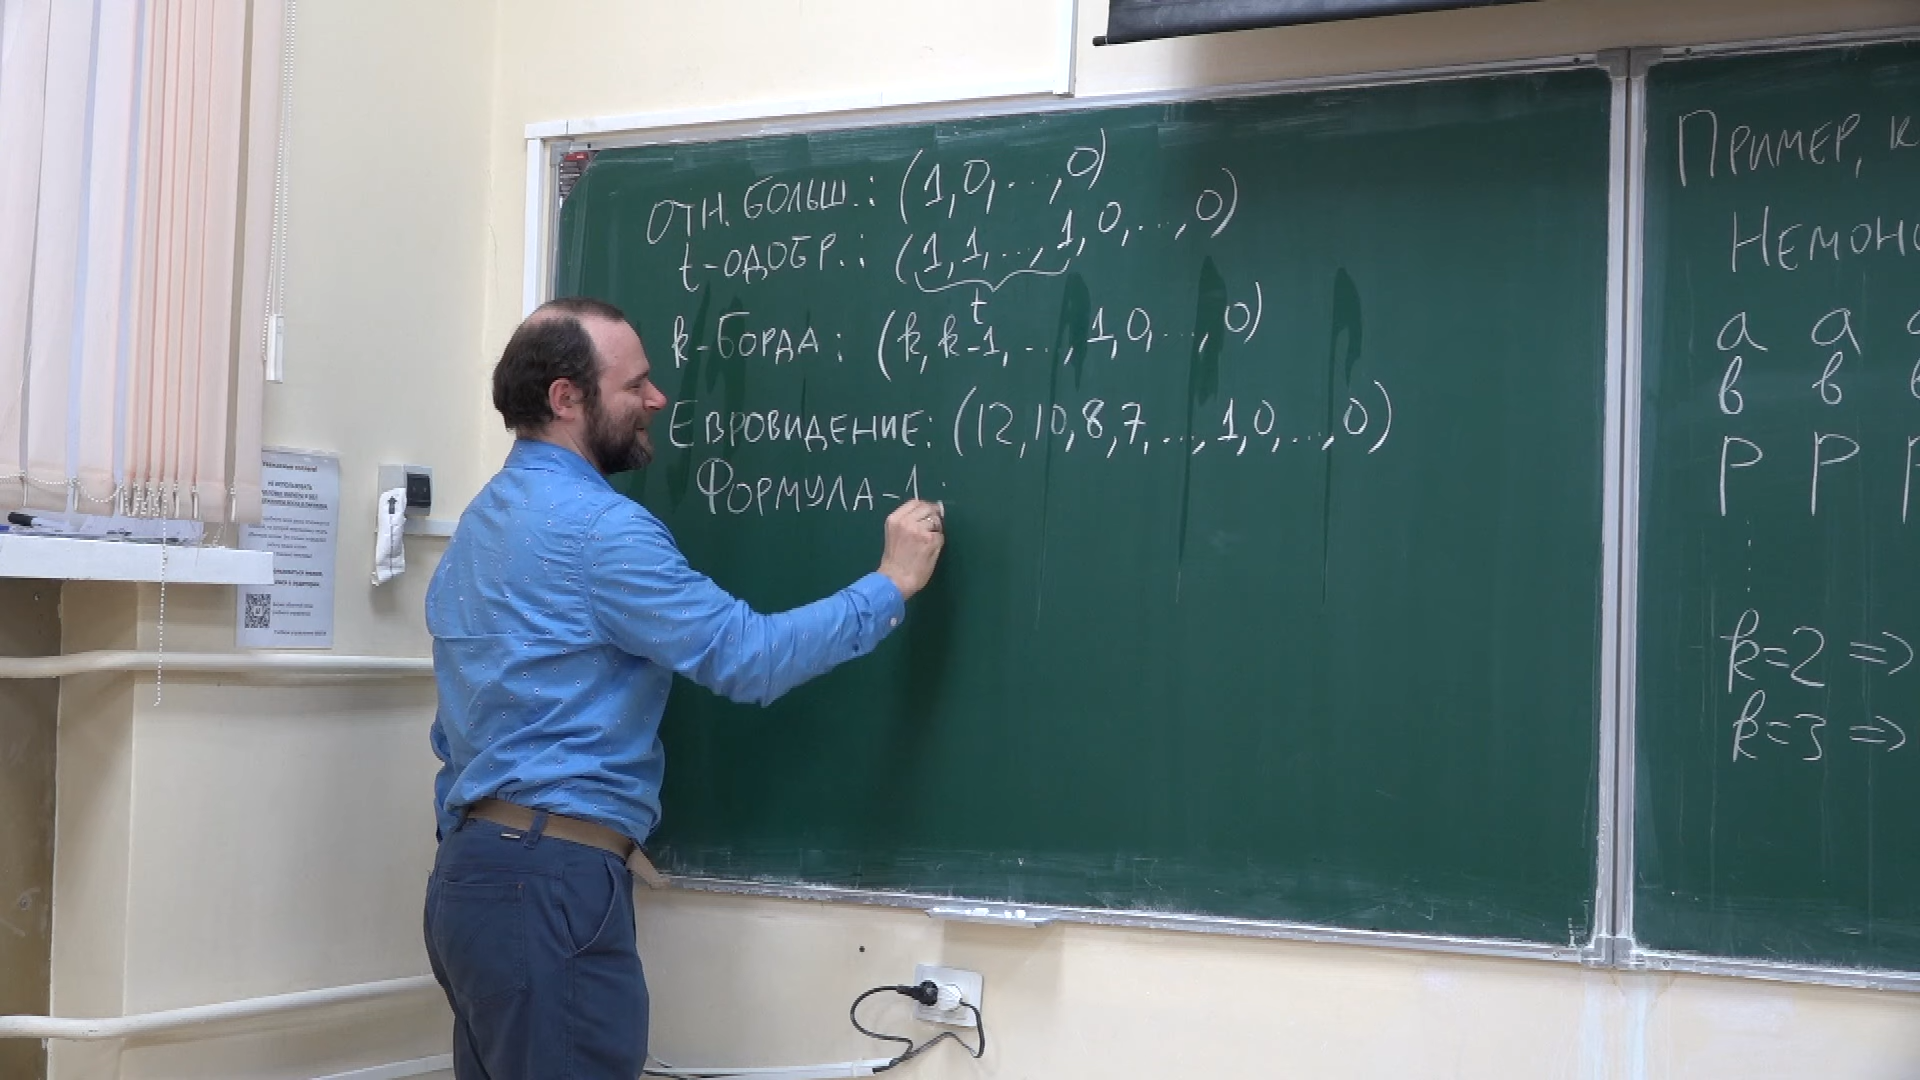 ОТН. БОЛЬШ.: (1,0,...,0)
t-ОДОБР.: (1,1,...,1,0,...,0)
t
k-БОРДА: (k,k-1,...,1,0,...,0)
ЕВРОВИДЕНИЕ: (12,10,8,7,...,1,0,...,0)
ФОРМУЛА-1:
ПРИМЕР, К
НЕМОНО
а а
в в
р р
k=2 =>
k=3 =>